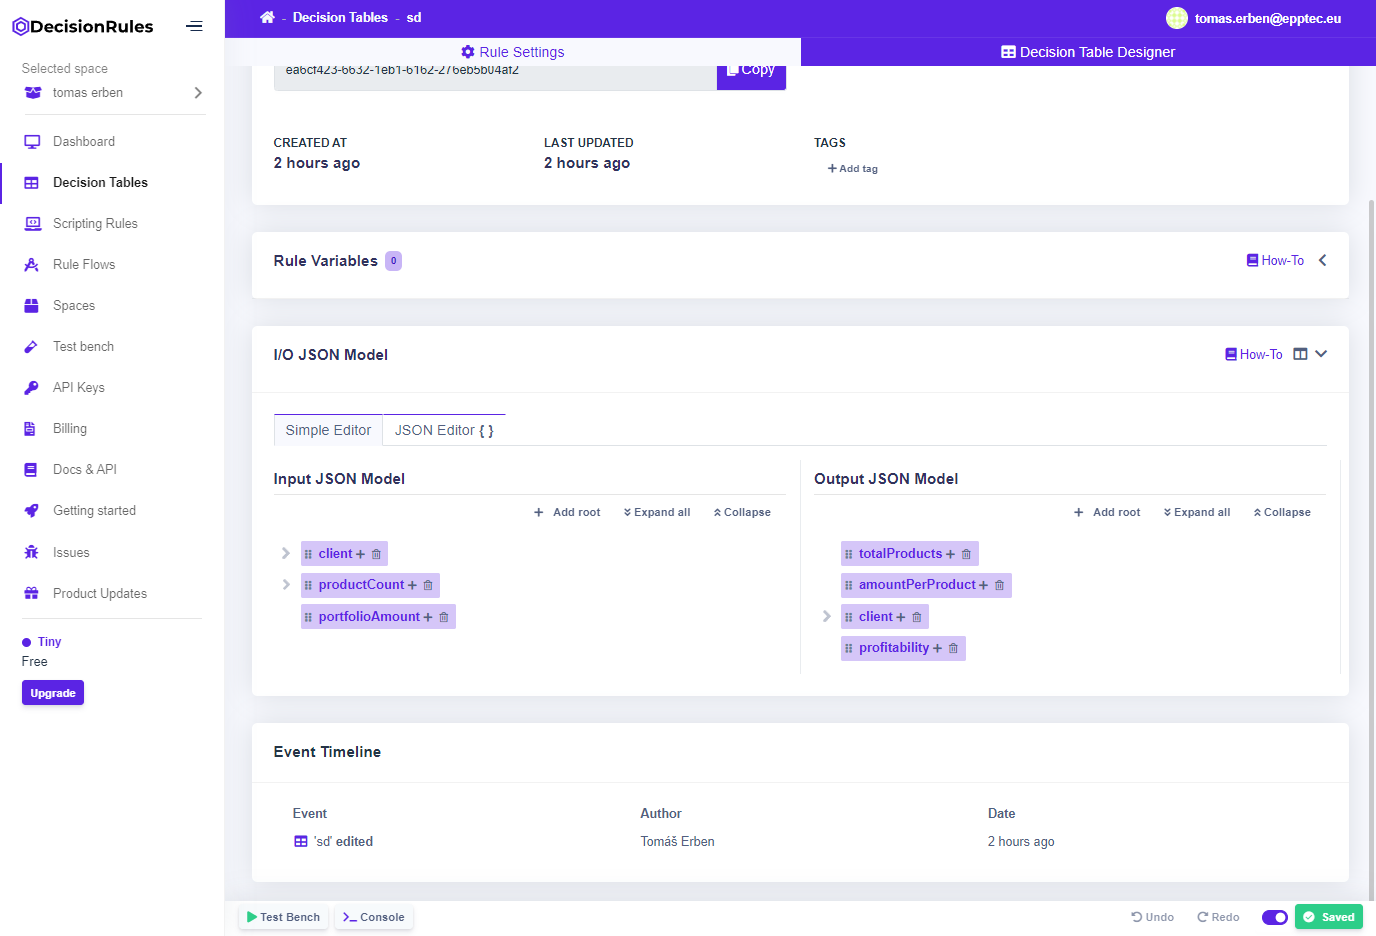 DecisionRules
Selected space
tomas erben
Dashboard
Decision Tables
Scripting Rules
Rule Flows
Spaces
Test bench
API Keys
Billing
Docs & API
Getting started
Issues
Product Updates
Tiny
Free
Upgrade
- Decision Tables - sd
tomas.erben@epptec.eu
Rule Settings
Decision Table Designer
ea6cf423-6632-1eb1-6162-276eb5b04af2
Copy
CREATED AT
2 hours ago
LAST UPDATED
2 hours ago
TAGS
+ Add tag
Rule Variables 0
How-To
I/O JSON Model
How-To
Simple Editor
JSON Editor { }
Input JSON Model
+ Add root
Expand all
Collapse
client +
productCount +
portfolioAmount +
Output JSON Model
+ Add root
Expand all
Collapse
totalProducts +
amountPerProduct +
client +
profitability +
Event Timeline
Event
Author
Date
'sd' edited
Tomáš Erben
2 hours ago
Test Bench
Console
Undo
Redo
Saved